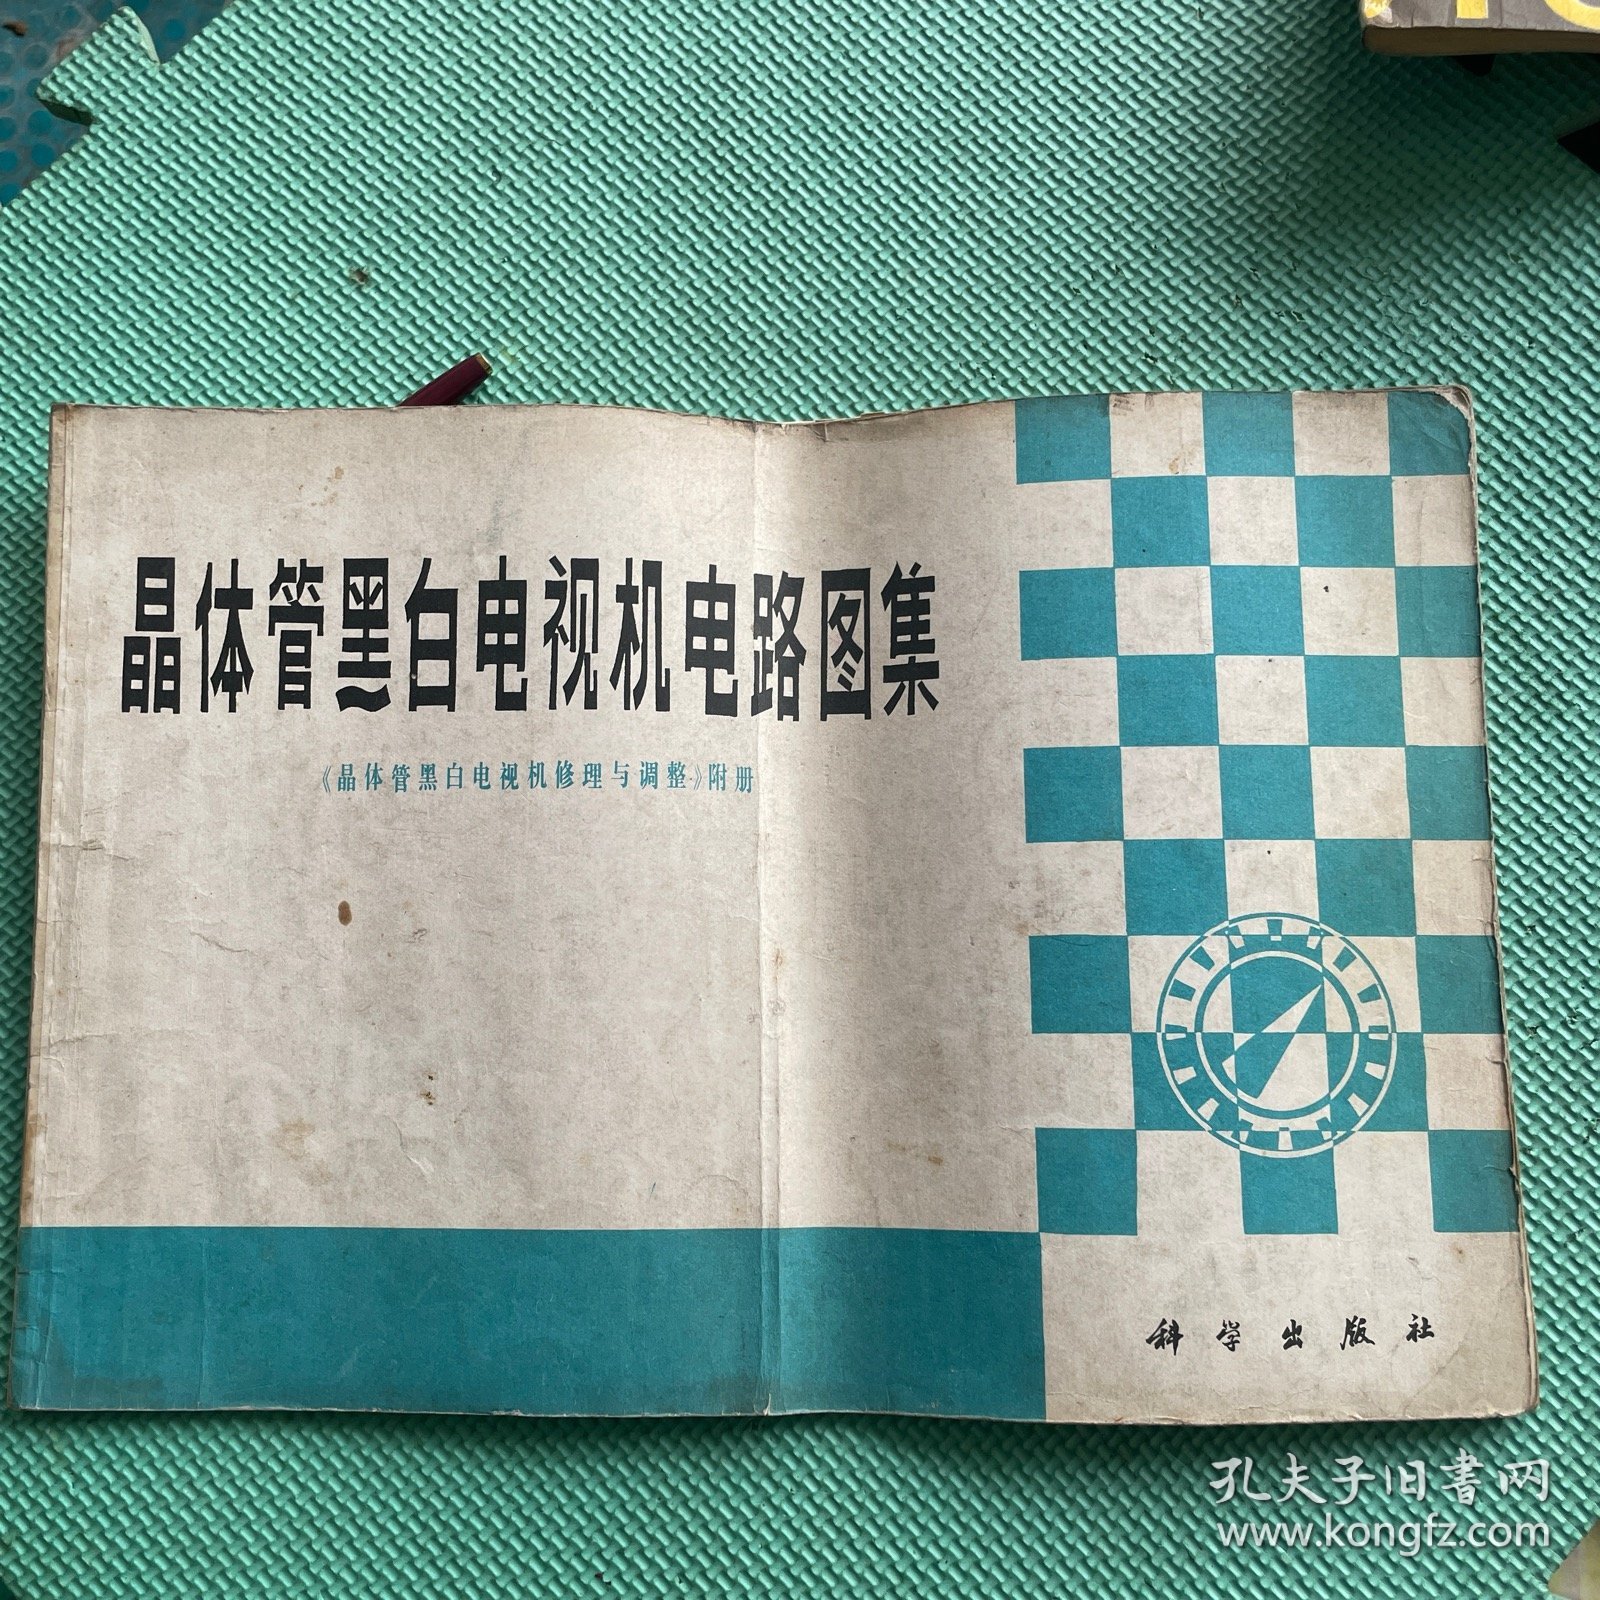 晶体管黑白电视机电路图集
《晶体管黑白电视机修理与调整》附册
科学出版社
孔夫子旧书网
www.kongfz.com